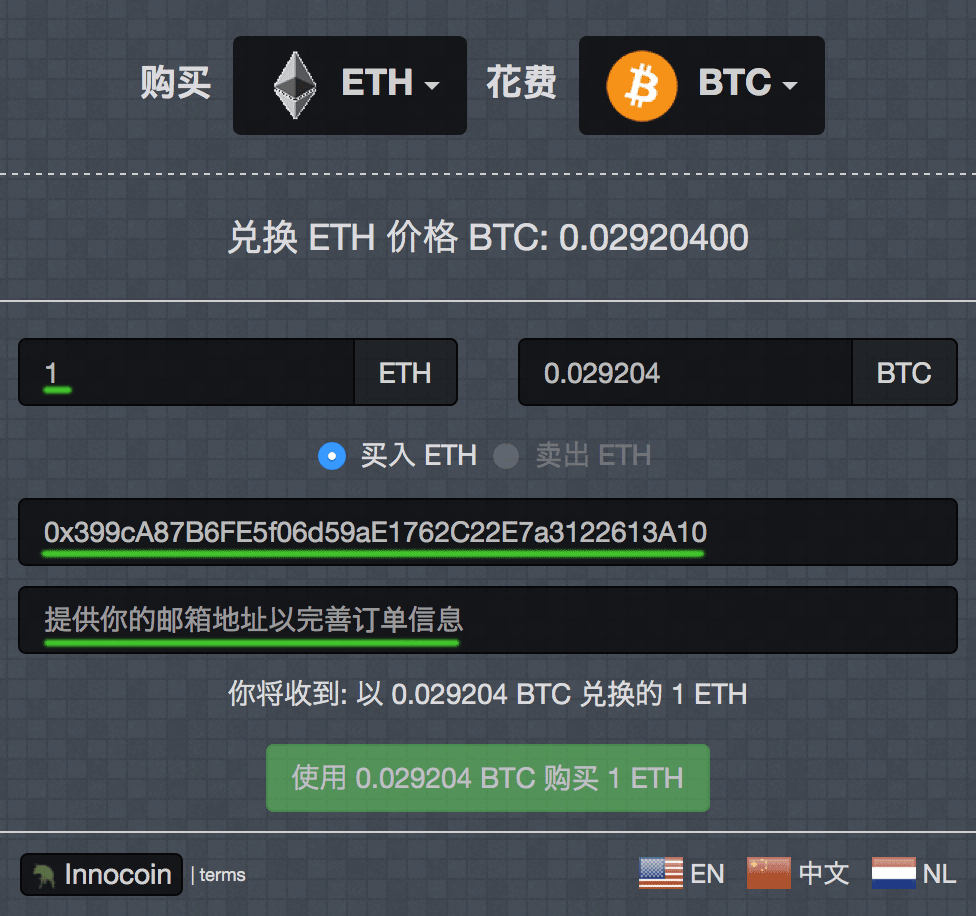 购买 ETH 花费 BTC
兑换 ETH 价格 BTC: 0.02920400
1 ETH 0.029204 BTC
买入 ETH 卖出 ETH
0x399cA87B6FE5f06d59aE1762C22E7a3122613A10
提供你的邮箱地址以完善订单信息
你将收到: 以 0.029204 BTC 兑换的 1 ETH
使用 0.029204 BTC 购买 1 ETH
Innocoin | terms EN 中文 NL